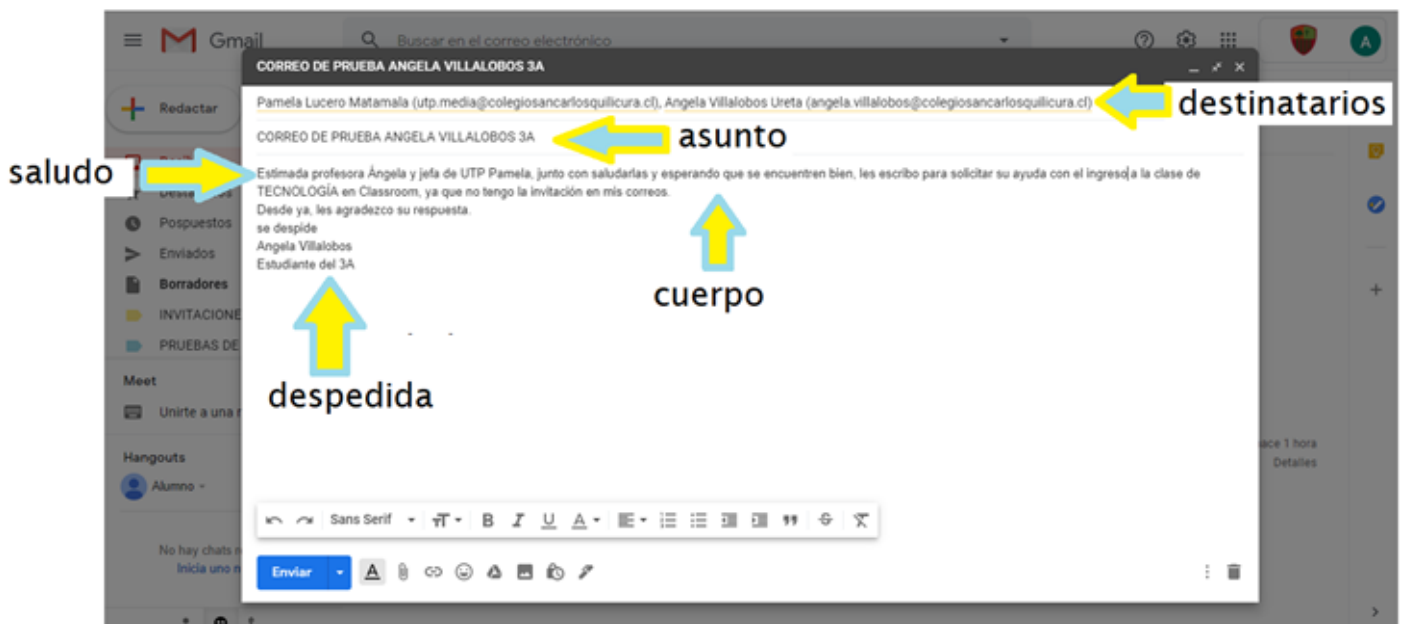 Gmail
Buscar en el correo electrónico
CORREO DE PRUEBA ANGELA VILLALOBOS 3A
Redactar
Pamela Lucero Matamala (utp.media@colegiosancarlosquilicura.cl), Angela Villalobos Ureta (angela.villalobos@colegiosancarlosquilicura.cl)
destinatarios
CORREO DE PRUEBA ANGELA VILLALOBOS 3A
asunto
saludo
Estimada profesora Ángela y jefa de UTP Pamela, junto con saludarlas y esperando que se encuentren bien, les escribo para solicitar su ayuda con el ingreso a la clase de
TECNOLOGÍA en Classroom, ya que no tengo la invitación en mis correos.
Desde ya, les agradezco su respuesta.
se despide
Angela Villalobos
Estudiante del 3A
Pospuestos
Enviados
Borradores
INVITACIONE
PRUEBAS DE
cuerpo
despedida
Meet
Unirte a una r
Hangouts
Alumno
ace 1 hora
Detalles
No hay chats
Inicia uno n
Sans Serif
Enviar
A